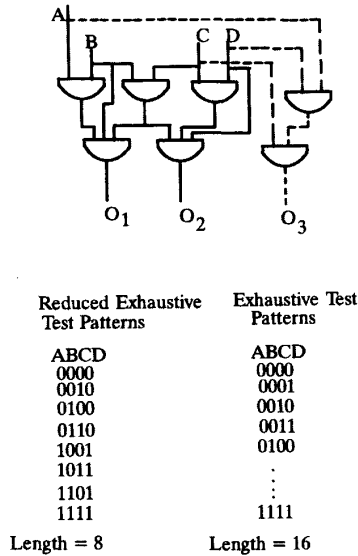 A
B
C
D
O1
O2
O3
Reduced Exhaustive
Test Patterns
ABCD
0000
0010
0100
0110
1001
1011
1101
1111
Length = 8
Exhaustive Test
Patterns
ABCD
0000
0001
0010
0011
0100
1111
Length = 16